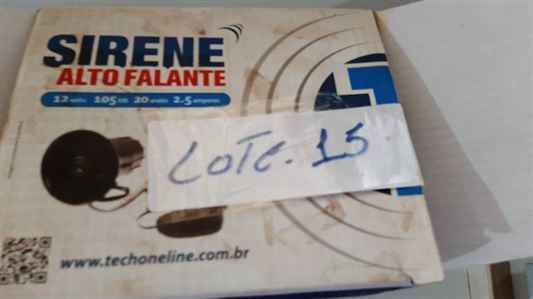 SIRENE
ALTO FALANTE
12 volts 105 DB 20 watts 2.5 amperes
LOTE. 15
www.techoneline.com.br